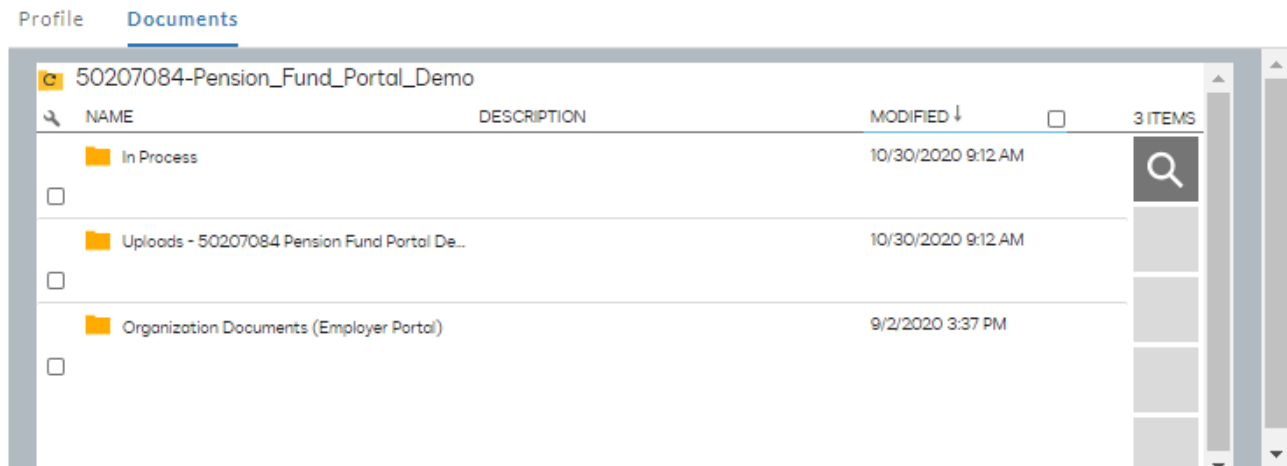 Profile Documents
50207084-Pension_Fund_Portal_Demo
NAME DESCRIPTION MODIFIED↓ 3 ITEMS
In Process 10/30/2020 9:12 AM
Uploads - 50207084 Pension Fund Portal De... 10/30/2020 9:12 AM
Organization Documents (Employer Portal) 9/2/2020 3:37 PM